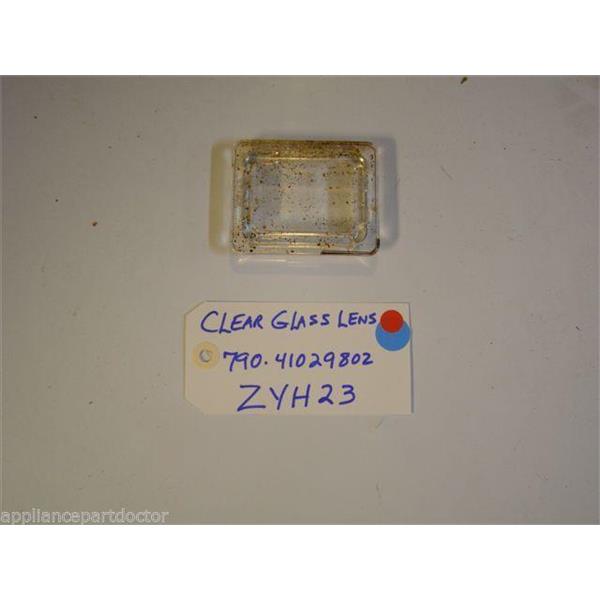 CLEAR GLASS LENS
790.41029802
ZYH23
appliancepartdoctor